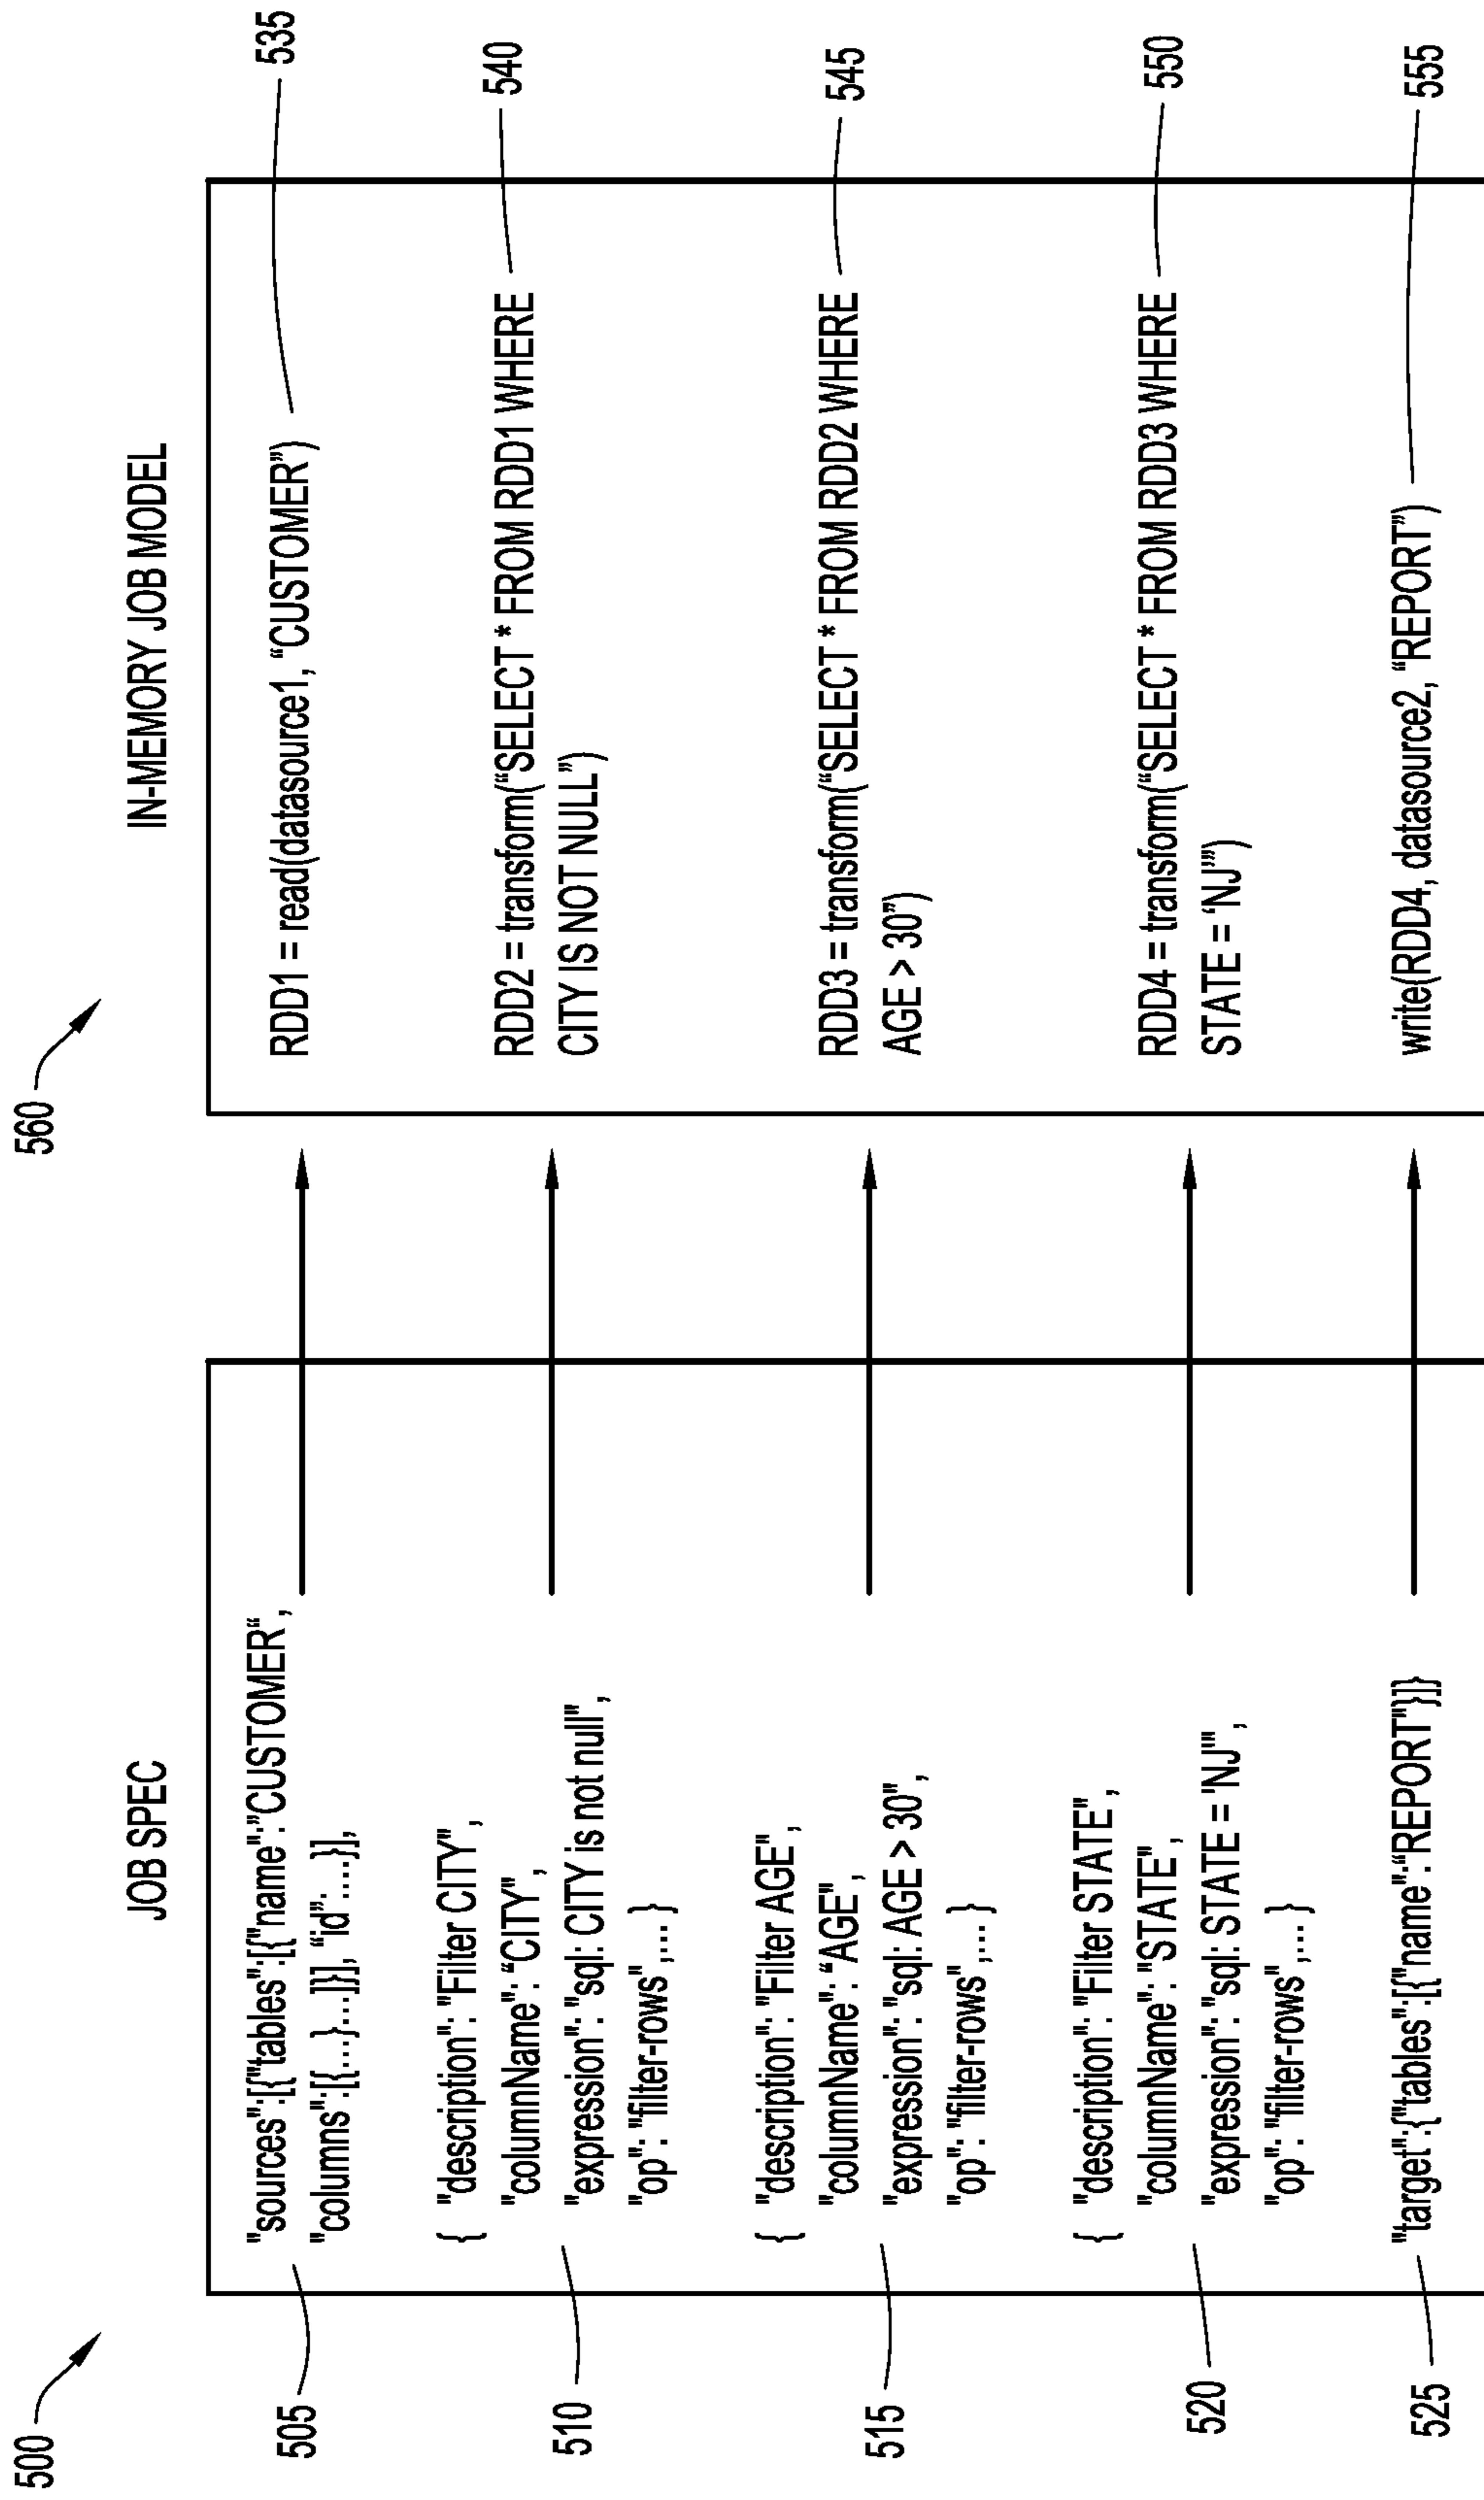 500
JOB SPEC
505
"sources":[{"tables":[{"name":”CUSTOMER“,
"columns":[{...}...]}], “id”...}],
510
{ "description": "Filter CITY",
"columnName": “CITY",
"expression": "sql: CITY is not null",
"op": "filter-rows",... }
515
{ "description": "Filter AGE",
"columnName": “AGE",
"expression": "sql: AGE > 30",
"op": "filter-rows",... }
520
{ "description": "Filter STATE",
"columnName": "STATE",
"expression": "sql: STATE = 'NJ'",
"op": "filter-rows",... }
525
"target":{"tables":[{"name":“REPORT"}]}
560
IN-MEMORY JOB MODEL
RDD1 = read(datasource1, “CUSTOMER”)
535
RDD2 = transform(“SELECT * FROM RDD1 WHERE
CITY IS NOT NULL”)
540
RDD3 = transform(“SELECT * FROM RDD2 WHERE
AGE > 30”)
545
RDD4 = transform(“SELECT * FROM RDD3 WHERE
STATE = ‘NJ’”)
550
write(RDD4, datasource2, “REPORT”)
555